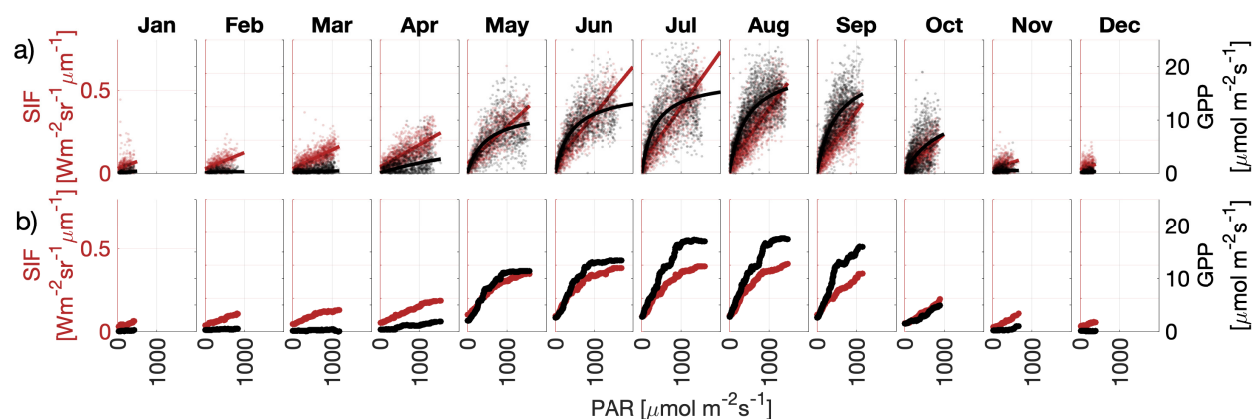 Jan Feb Mar Apr May Jun Jul Aug Sep Oct Nov Dec
a)
SIF
[Wm⁻²sr⁻¹μm⁻¹]
0.5
0
20
10
0
GPP
[μmol m⁻²s⁻¹]
b)
SIF
[Wm⁻²sr⁻¹μm⁻¹]
0.5
0
20
10
0
GPP
[μmol m⁻²s⁻¹]
0 1000 0 1000 0 1000 0 1000 0 1000 0 1000 0 1000 0 1000 0 1000 0 1000 0 1000 0 1000
PAR [μmol m⁻²s⁻¹]